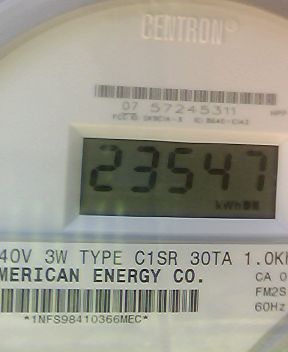 CENTRON®
07 57245311
23547
kWh
40V 3W TYPE C1SR 30TA 1.0K
MERICAN ENERGY CO.
CA 0
FM2S
60Hz
*1NFS98410366MEC*